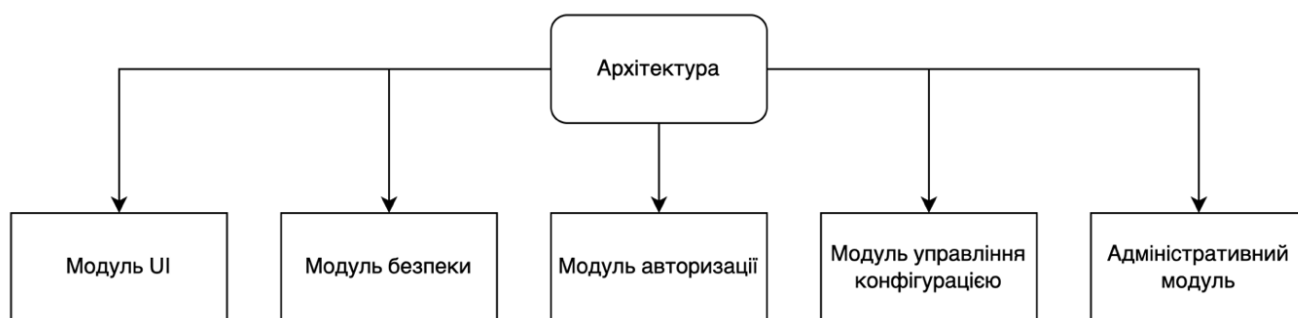 Архітектура
Модуль UI
Модуль безпеки
Модуль авторизації
Модуль управління
конфігурацією
Адміністративний
модуль